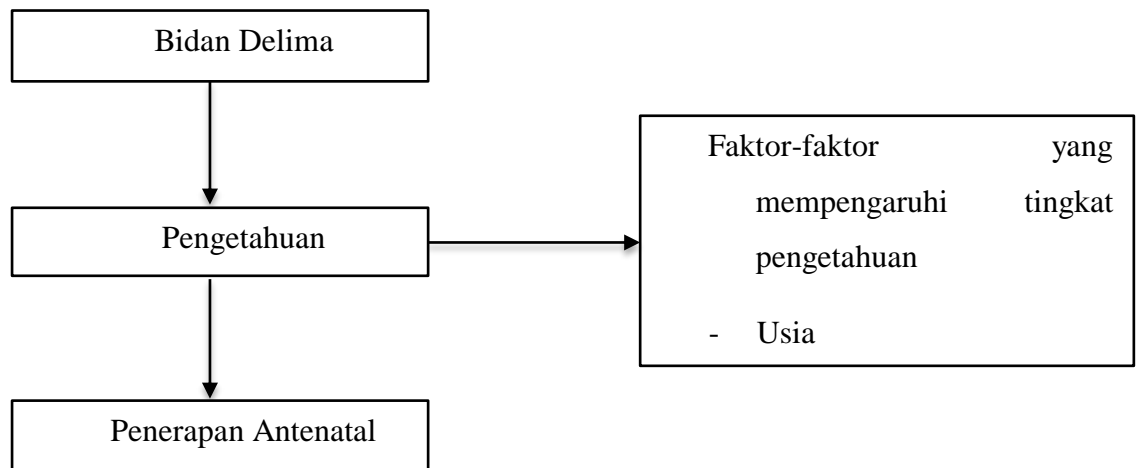 Bidan Delima
Pengetahuan
Faktor-faktor yang
mempengaruhi tingkat
pengetahuan
- Usia
Penerapan Antenatal